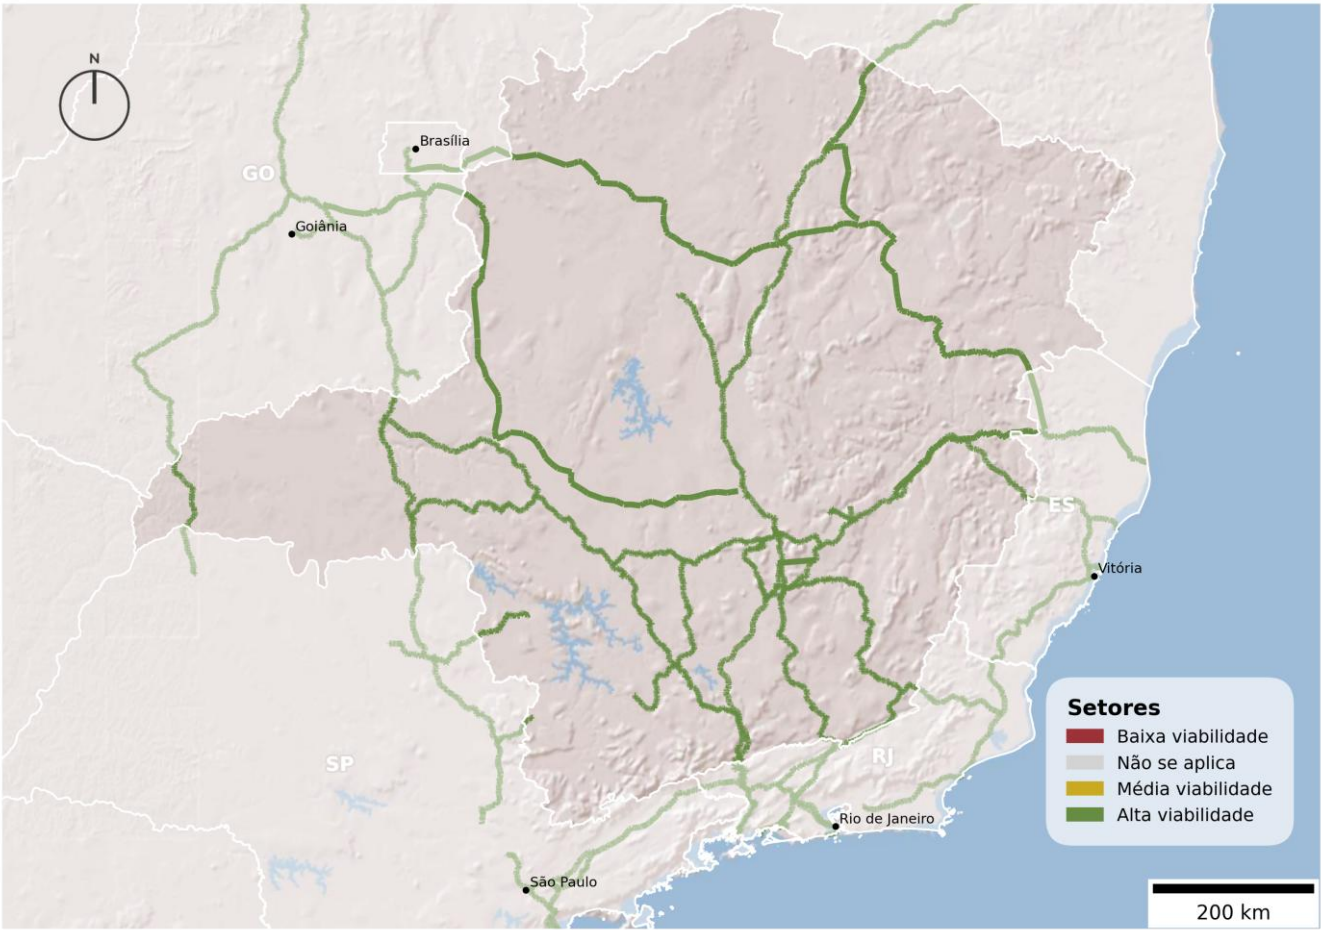 N
Brasília
GO
Goiânia
ES
Vitória
Setores
Baixa viabilidade
Não se aplica
Média viabilidade
Alta viabilidade
SP
RJ
Rio de Janeiro
São Paulo
200 km